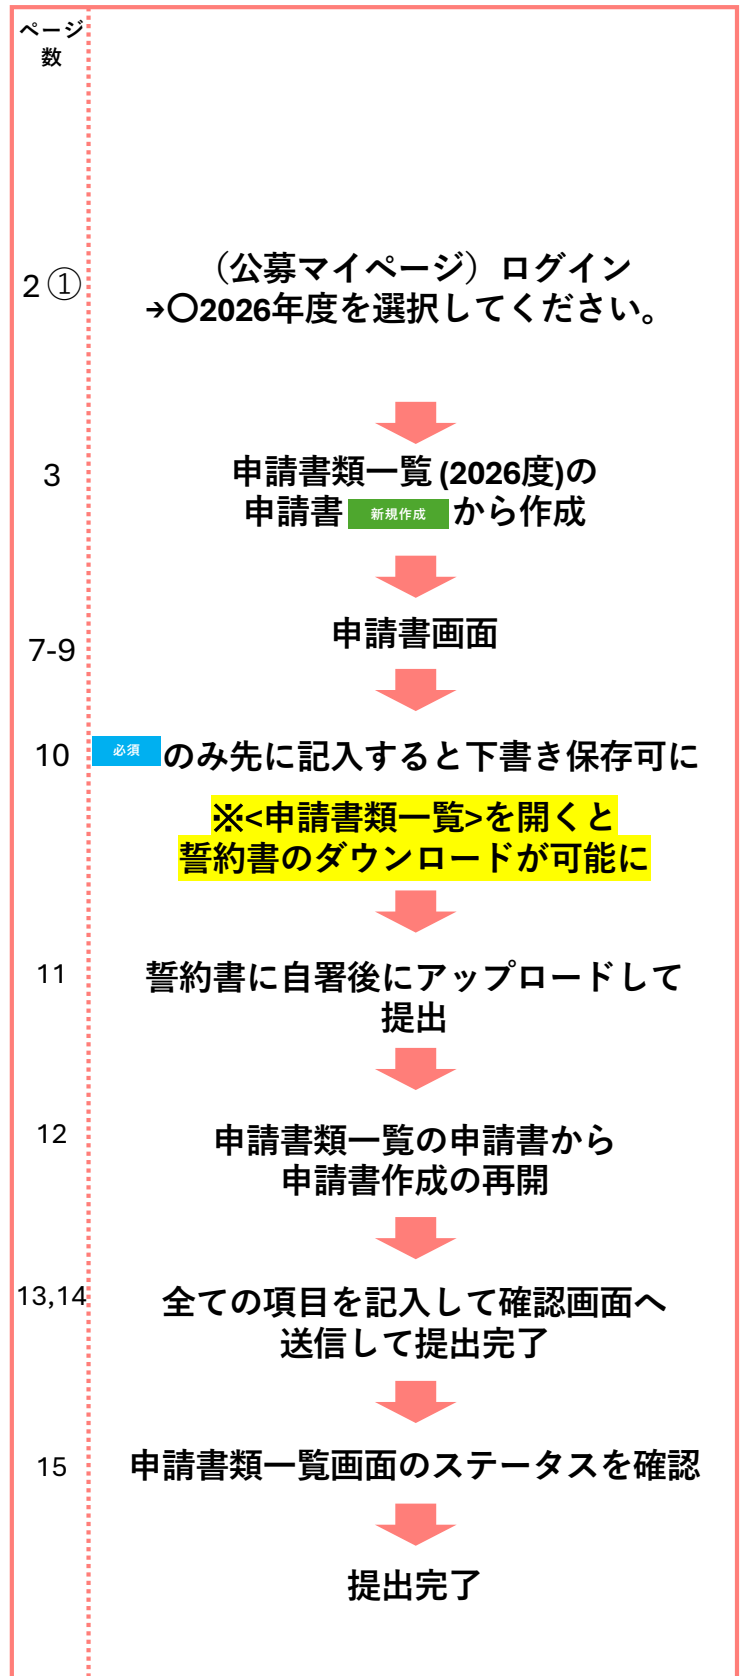 ページ
数
2①
（公募マイページ）ログイン
→〇2026年度を選択してください。
3
申請書類一覧 (2026度)の
申請書 新規作成 から作成
7-9
申請書画面
10
必須 のみ先に記入すると下書き保存可に
※<申請書類一覧>を開くと
誓約書のダウンロードが可能に
11
誓約書に自署後にアップロードして
提出
12
申請書類一覧の申請書から
申請書作成の再開
13,14
全ての項目を記入して確認画面へ
送信して提出完了
15
申請書類一覧画面のステータスを確認
提出完了